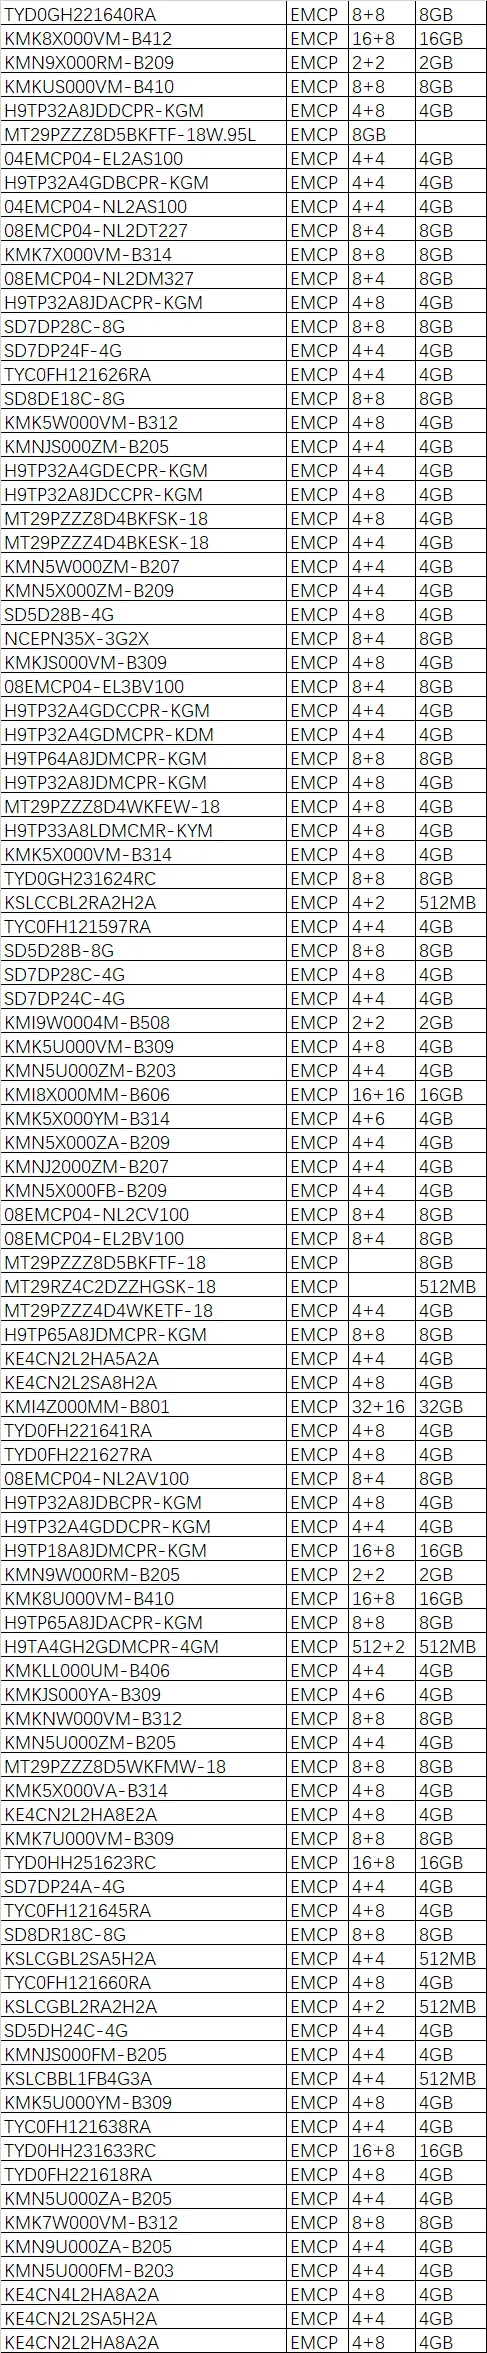 TYD0GH221640RA EMCP 8+8 8GB
KMK8X000VM-B412 EMCP 16+8 16GB
KMN9X000RM-B209 EMCP 2+2 2GB
KMKUS000VM-B410 EMCP 8+8 8GB
H9TP32A8JDDCPR-KGM EMCP 4+8 4GB
MT29PZZZ8D5BKFTF-18W.95L EMCP 8GB
04EMCP04-EL2AS100 EMCP 4+4 4GB
H9TP32A4GDBCPR-KGM EMCP 4+4 4GB
04EMCP04-NL2AS100 EMCP 4+4 4GB
08EMCP04-NL2DT227 EMCP 8+4 8GB
KMK7X000VM-B314 EMCP 8+8 8GB
08EMCP04-NL2DM327 EMCP 8+4 8GB
H9TP32A8JDACPR-KGM EMCP 4+8 4GB
SD7DP28C-8G EMCP 8+8 8GB
SD7DP24F-4G EMCP 4+4 4GB
TYC0FH121626RA EMCP 4+4 4GB
SD8DE18C-8G EMCP 8+8 8GB
KMK5W000VM-B312 EMCP 4+8 4GB
KMNJS000ZM-B205 EMCP 4+4 4GB
H9TP32A4GDECPR-KGM EMCP 4+4 4GB
H9TP32A8JDCCPR-KGM EMCP 4+8 4GB
MT29PZZZ8D4BKFSK-18 EMCP 4+8 4GB
MT29PZZZ4D4BKESK-18 EMCP 4+4 4GB
KMN5W000ZM-B207 EMCP 4+4 4GB
KMN5X000ZM-B209 EMCP 4+4 4GB
SD5D28B-4G EMCP 4+8 4GB
NCEPN35X-3G2X EMCP 8+4 8GB
KMKJS000VM-B309 EMCP 4+8 4GB
08EMCP04-EL3BV100 EMCP 8+4 8GB
H9TP32A4GDCCPR-KGM EMCP 4+4 4GB
H9TP32A4GDMCPR-KDM EMCP 4+4 4GB
H9TP64A8JDMCPR-KGM EMCP 8+8 8GB
H9TP32A8JDMCPR-KGM EMCP 4+8 4GB
MT29PZZZ8D4WKFEW-18 EMCP 4+8 4GB
H9TP33A8LDMCMR-KYM EMCP 4+8 4GB
KMK5X000VM-B314 EMCP 4+8 4GB
TYD0GH231624RC EMCP 8+8 8GB
KSLCCBL2RA2H2A EMCP 4+2 512MB
TYC0FH121597RA EMCP 4+4 4GB
SD5D28B-8G EMCP 8+8 8GB
SD7DP28C-4G EMCP 4+8 4GB
SD7DP24C-4G EMCP 4+4 4GB
KMI9W0004M-B508 EMCP 2+2 2GB
KMK5U000VM-B309 EMCP 4+8 4GB
KMN5U000ZM-B203 EMCP 4+4 4GB
KMI8X000MM-B606 EMCP 16+16 16GB
KMK5X000YM-B314 EMCP 4+6 4GB
KMN5X000ZA-B209 EMCP 4+4 4GB
KMNJ2000ZM-B207 EMCP 4+4 4GB
KMN5X000FB-B209 EMCP 4+4 4GB
08EMCP04-NL2CV100 EMCP 8+4 8GB
08EMCP04-EL2BV100 EMCP 8+4 8GB
MT29PZZZ8D5BKFTF-18 EMCP 8GB
MT29RZ4C2DZZHGSK-18 EMCP 512MB
MT29PZZZ4D4WKETF-18 EMCP 4+4 4GB
H9TP65A8JDMCPR-KGM EMCP 8+8 8GB
KE4CN2L2HA5A2A EMCP 4+4 4GB
KE4CN2L2SA8H2A EMCP 4+8 4GB
KMI4Z000MM-B801 EMCP 32+16 32GB
TYD0FH221641RA EMCP 4+8 4GB
TYD0FH221627RA EMCP 4+8 4GB
08EMCP04-NL2AV100 EMCP 8+4 8GB
H9TP32A8JDBCPR-KGM EMCP 4+8 4GB
H9TP32A4GDDCPR-KGM EMCP 4+4 4GB
H9TP18A8JDMCPR-KGM EMCP 16+8 16GB
KMN9W000RM-B205 EMCP 2+2 2GB
KMK8U000VM-B410 EMCP 16+8 16GB
H9TP65A8JDACPR-KGM EMCP 8+8 8GB
H9TA4GH2GDMCPR-4GM EMCP 512+2 512MB
KMKLL000UM-B406 EMCP 4+4 4GB
KMKJS000YA-B309 EMCP 4+6 4GB
KMKNW000VM-B312 EMCP 8+8 8GB
KMN5U000ZM-B205 EMCP 4+4 4GB
MT29PZZZ8D5WKFMW-18 EMCP 8+8 8GB
KMK5X000VA-B314 EMCP 4+8 4GB
KE4CN2L2HA8E2A EMCP 4+8 4GB
KMK7U000VM-B309 EMCP 8+8 8GB
TYD0HH251623RC EMCP 16+8 16GB
SD7DP24A-4G EMCP 4+4 4GB
TYC0FH121645RA EMCP 4+8 4GB
SD8DR18C-8G EMCP 8+8 8GB
KSLCGBL2SA5H2A EMCP 4+4 512MB
TYC0FH121660RA EMCP 4+8 4GB
KSLCGBL2RA2H2A EMCP 4+2 512MB
SD5DH24C-4G EMCP 4+4 4GB
KMNJS000FM-B205 EMCP 4+4 4GB
KSLCBBL1FB4G3A EMCP 4+4 512MB
KMK5U000YM-B309 EMCP 4+8 4GB
TYC0FH121638RA EMCP 4+4 4GB
TYD0HH231633RC EMCP 16+8 16GB
TYD0FH221618RA EMCP 4+8 4GB
KMN5U000ZA-B205 EMCP 4+4 4GB
KMK7W000VM-B312 EMCP 8+8 8GB
KMN9U000ZA-B205 EMCP 4+4 4GB
KMN5U000FM-B203 EMCP 4+4 4GB
KE4CN4L2HA8A2A EMCP 4+8 4GB
KE4CN2L2SA5H2A EMCP 4+4 4GB
KE4CN2L2HA8A2A EMCP 4+8 4GB